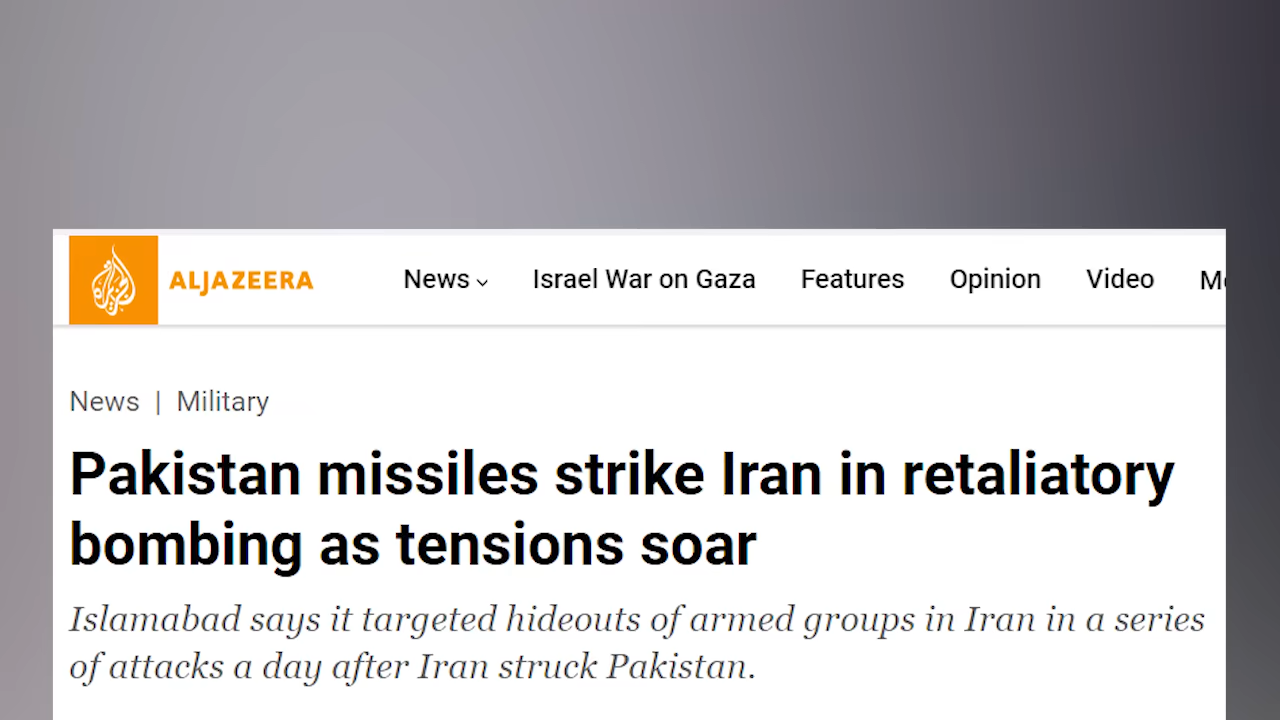 ALJAZEERA News Israel War on Gaza Features Opinion Video
News | Military
Pakistan missiles strike Iran in retaliatory
bombing as tensions soar
Islamabad says it targeted hideouts of armed groups in Iran in a series
of attacks a day after Iran struck Pakistan.